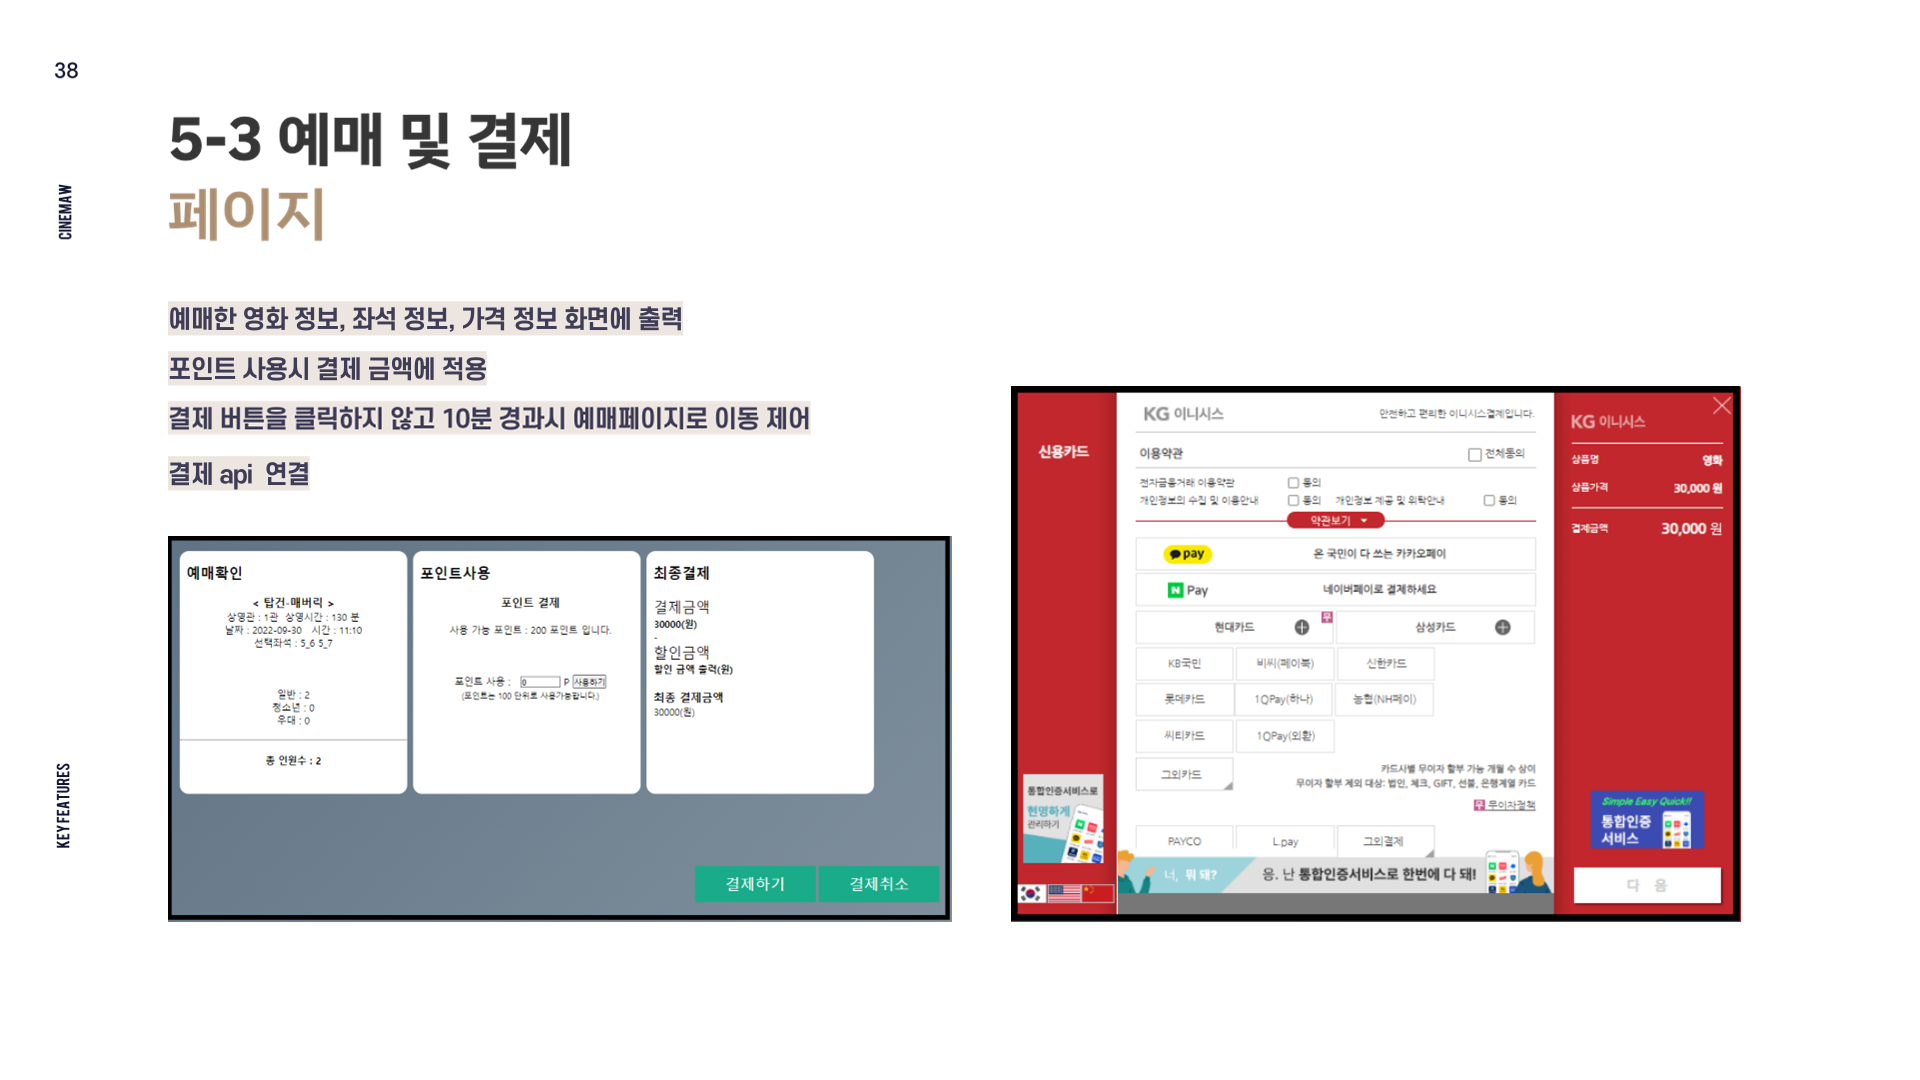 38
5-3 예매 및 결제
페이지
CINEMAW
예매한 영화 정보, 좌석 정보, 가격 정보 화면에 출력
포인트 사용시 결제 금액에 적용
결제 버튼을 클릭하지 않고 10분 경과시 예매페이지로 이동 제어
결제 api 연결
KEYFEATURES
예매확인
< 탑건-매버릭 >
상영관 : 1관 상영시간 : 130 분
날짜 : 2022-09-30 시간 : 11:10
선택좌석 : 5_6 5_7
일반 : 2
청소년 : 0
우대 : 0
총 인원수 : 2
포인트사용
포인트 결제
사용 가능 포인트 : 200 포인트 입니다.
포인트 사용 : 0 P 사용하기
(포인트는 100 단위로 사용가능합니다.)
최종결제
결제금액
30000(원)
-
할인금액
할인 금액 출력(원)
최종 결제금액
30000(원)
결제하기 결제취소
신용카드
통합인증서비스로
현명하게
관리하기
KG 이니시스 안전하고 편리한 이니시스결제입니다.
이용약관 전체동의
전자금융거래 이용약관 동의
개인정보의 수집 및 이용안내 동의 개인정보 제공 및 위탁안내 동의
약관보기
pay 온 국민이 다 쓰는 카카오페이
N Pay 네이버페이로 결제하세요
현대카드 무 삼성카드
KB국민 비씨(페이북) 신한카드
롯데카드 1QPay(하나) 농협(NH페이)
씨티카드 1QPay(외환)
그외카드
카드사별 무이자 할부 가능 개월 수 상이
무이자 할부 제외 대상: 법인, 체크, GIFT, 선불, 은행계열 카드
무 무이자정책
PAYCO L.pay 그외결제
너, 뭐 돼? 응. 난 통합인증서비스로 한번에 다 돼!
KG 이니시스
상품명 영화
상품가격 30,000 원
결제금액 30,000 원
Simple Easy Quick!!
통합인증
서비스
다 음